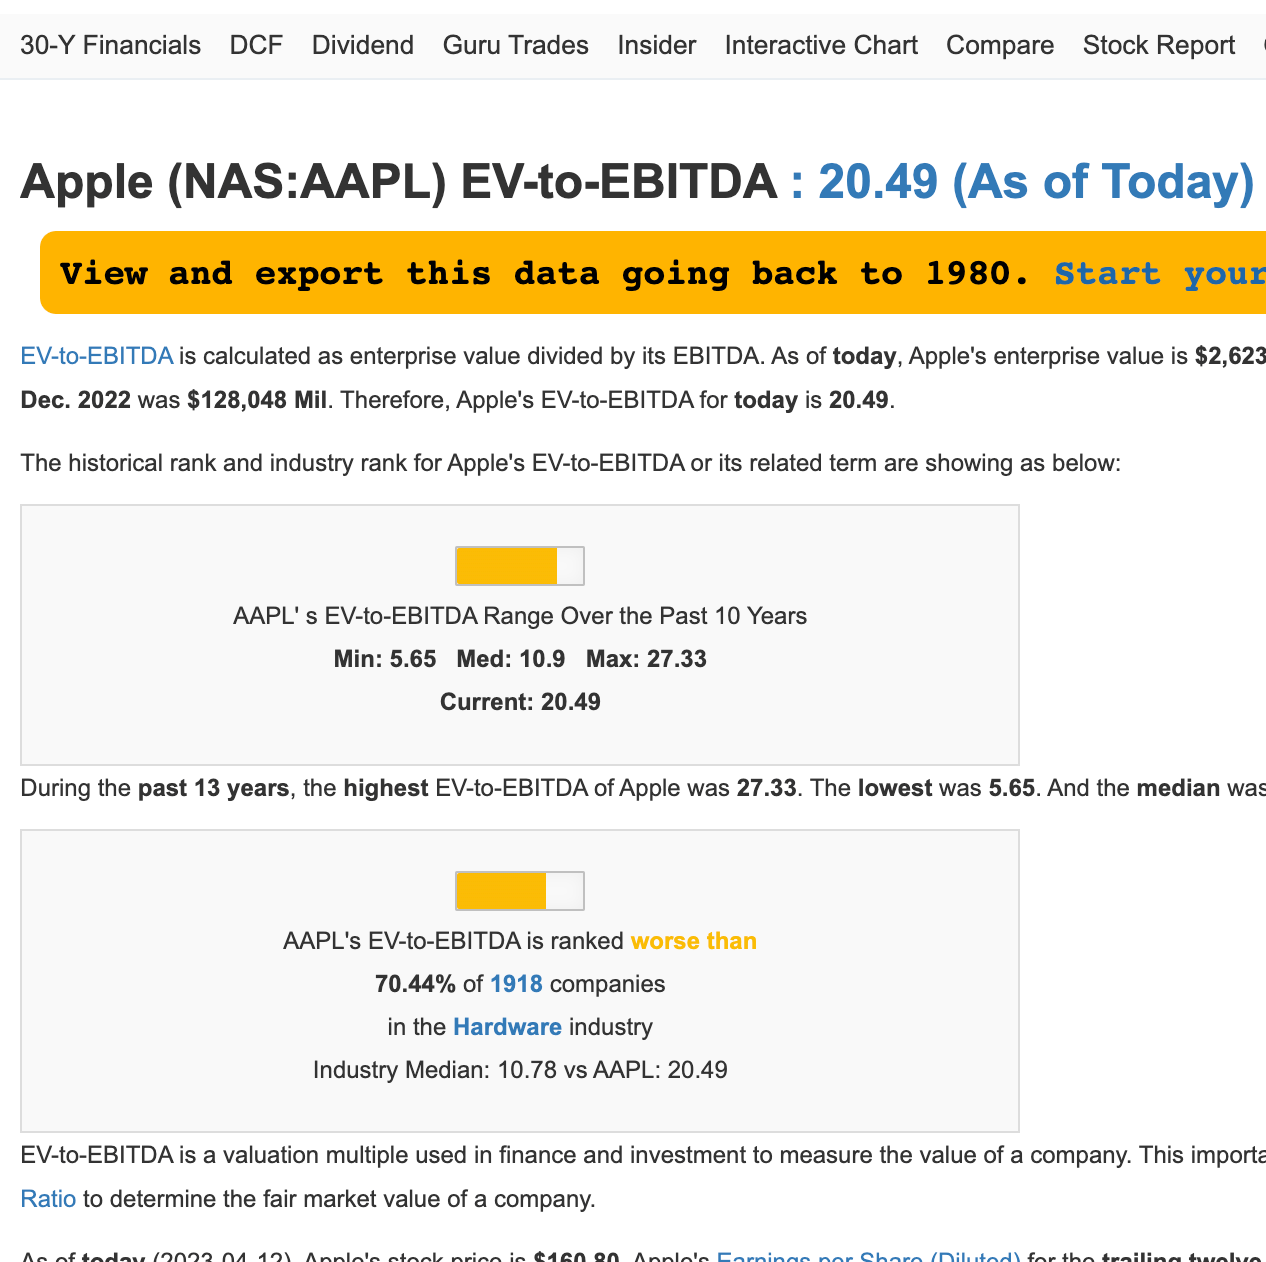 30-Y Financials DCF Dividend Guru Trades Insider Interactive Chart Compare Stock Report
Apple (NAS:AAPL) EV-to-EBITDA : 20.49 (As of Today)
View and export this data going back to 1980. Start your
EV-to-EBITDA is calculated as enterprise value divided by its EBITDA. As of today, Apple's enterprise value is $2,623
Dec. 2022 was $128,048 Mil. Therefore, Apple's EV-to-EBITDA for today is 20.49.
The historical rank and industry rank for Apple's EV-to-EBITDA or its related term are showing as below:
AAPL' s EV-to-EBITDA Range Over the Past 10 Years
Min: 5.65 Med: 10.9 Max: 27.33
Current: 20.49
During the past 13 years, the highest EV-to-EBITDA of Apple was 27.33. The lowest was 5.65. And the median was
AAPL's EV-to-EBITDA is ranked worse than
70.44% of 1918 companies
in the Hardware industry
Industry Median: 10.78 vs AAPL: 20.49
EV-to-EBITDA is a valuation multiple used in finance and investment to measure the value of a company. This importa
Ratio to determine the fair market value of a company.
As of today (2023-04-12), Apple's stock price is $160.80. Apple's Earnings per Share (Diluted) for the trailing twelve